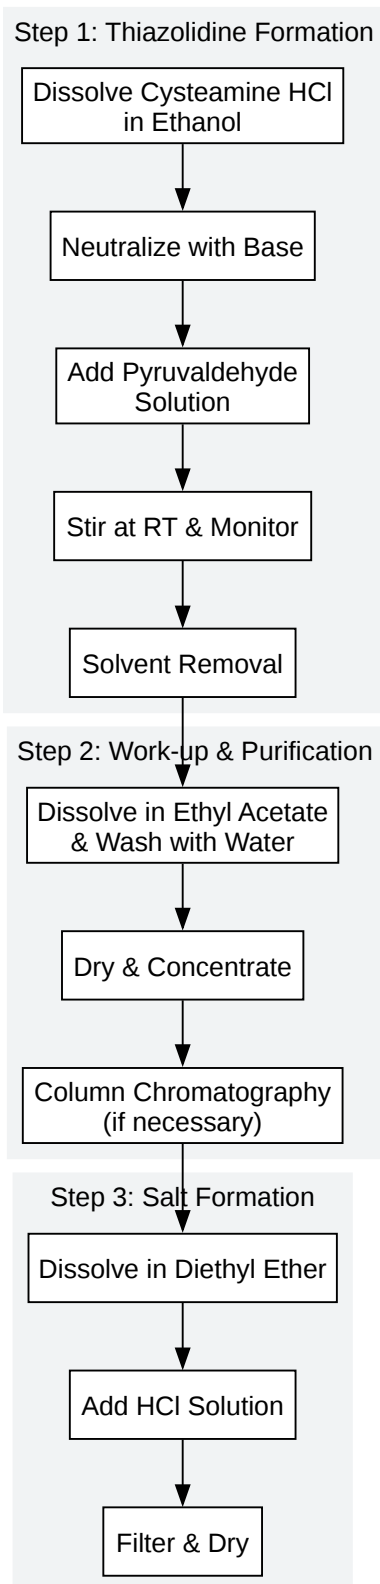 Step 1: Thiazolidine Formation
Dissolve Cysteamine HCl
in Ethanol
Neutralize with Base
Add Pyruvaldehyde
Solution
Stir at RT & Monitor
Solvent Removal
Step 2: Work-up & Purification
Dissolve in Ethyl Acetate
& Wash with Water
Dry & Concentrate
Column Chromatography
(if necessary)
Step 3: Salt Formation
Dissolve in Diethyl Ether
Add HCl Solution
Filter & Dry